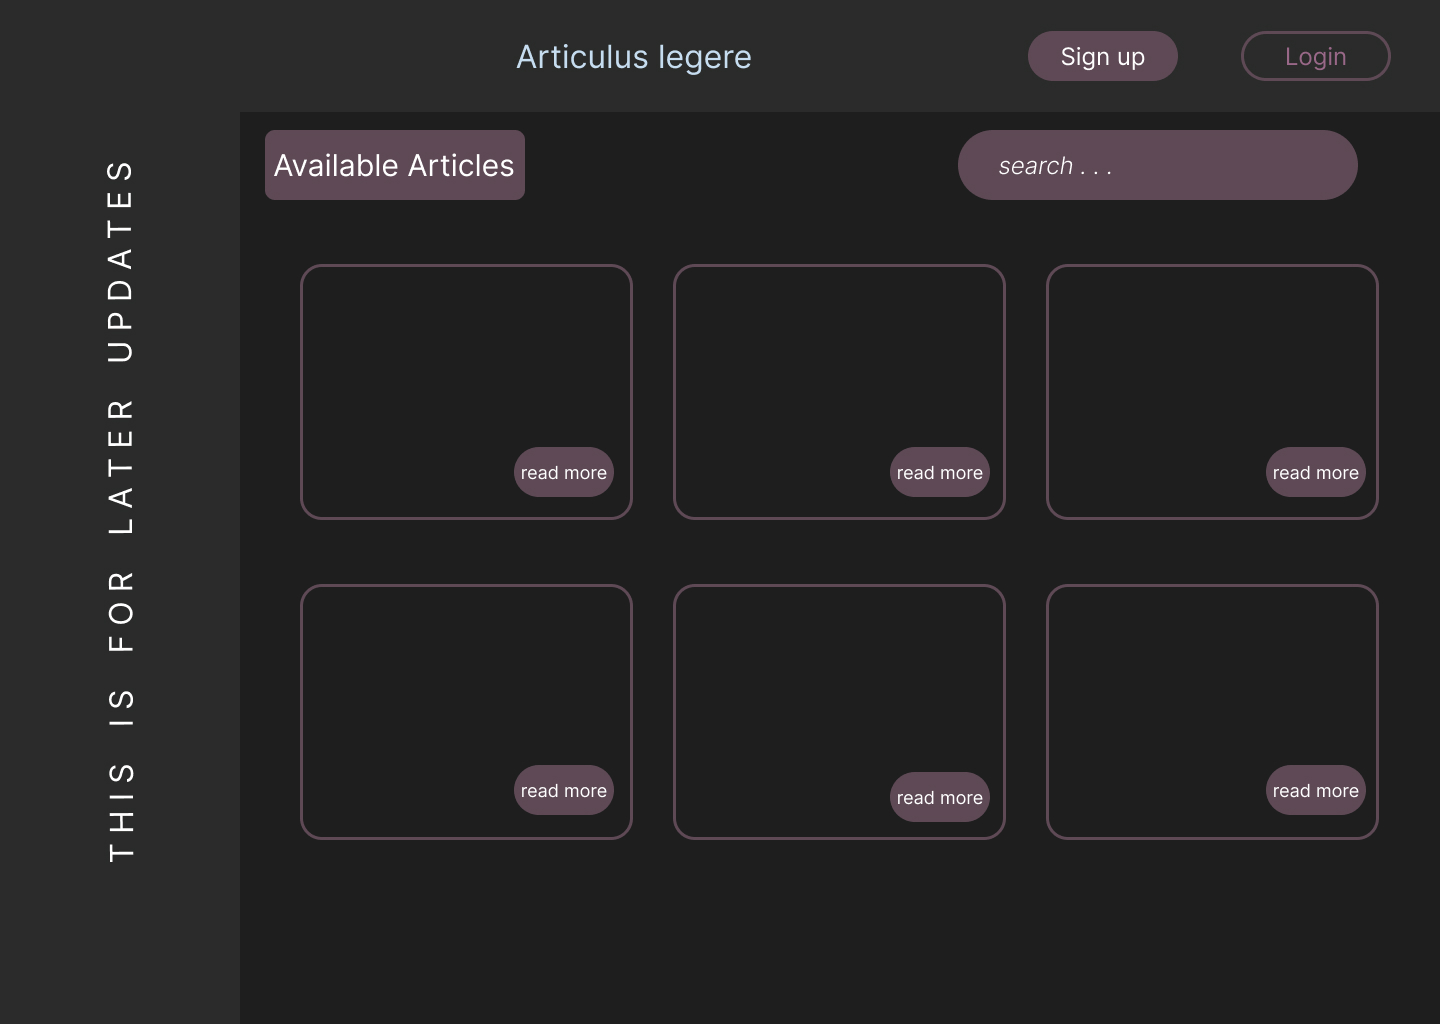 Articulus legere
Sign up
Login
THIS IS FOR LATER UPDATES
Available Articles
search . . .
read more
read more
read more
read more
read more
read more